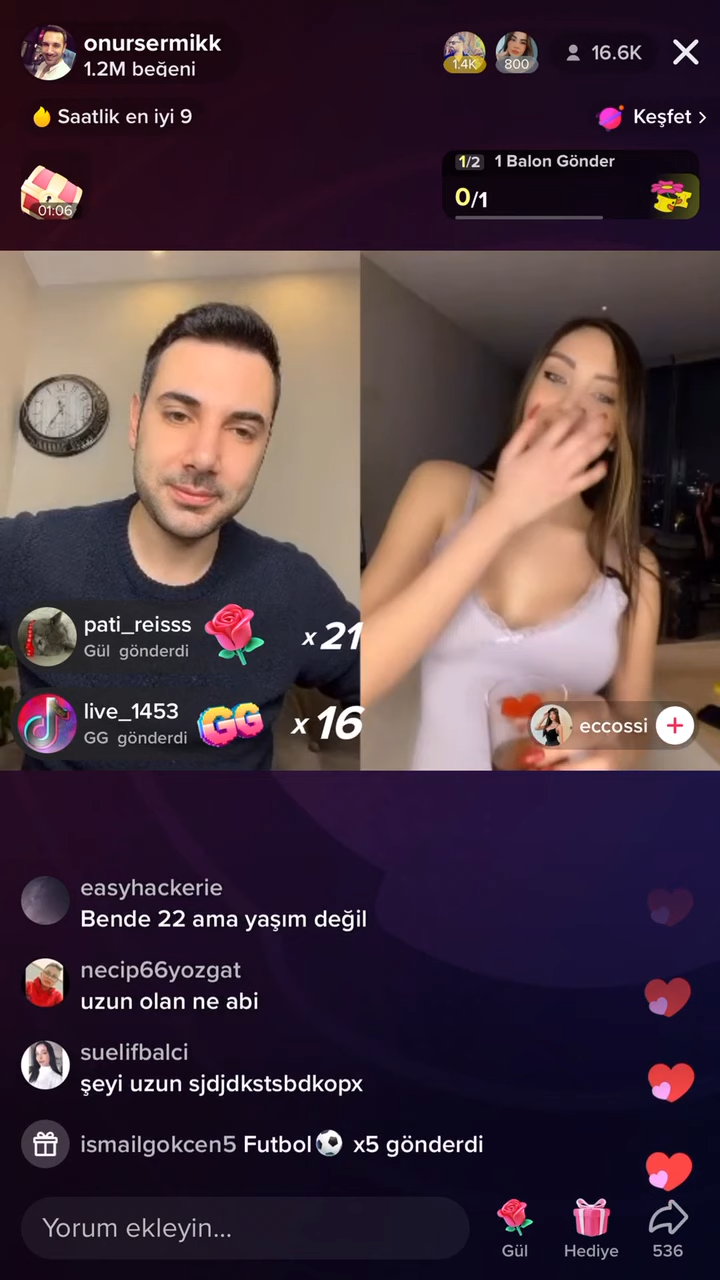 onursermikk
1.2M beğeni
1.4K
800
16.6K
Saatlik en iyi 9
Keşfet >
01:06
1/2 1 Balon Gönder
0/1
pati_reisss
Gül gönderdi
x 21
live_1453
GG gönderdi
GG
x 16
eccossi
easyhackerie
Bende 22 ama yaşım değil
necip66yozgat
uzun olan ne abi
suelifbalci
şeyi uzun sjdjdkstsbdkopx
ismailgokcen5 Futbol⚽ x5 gönderdi
Yorum ekleyin...
Gül
Hediye
536